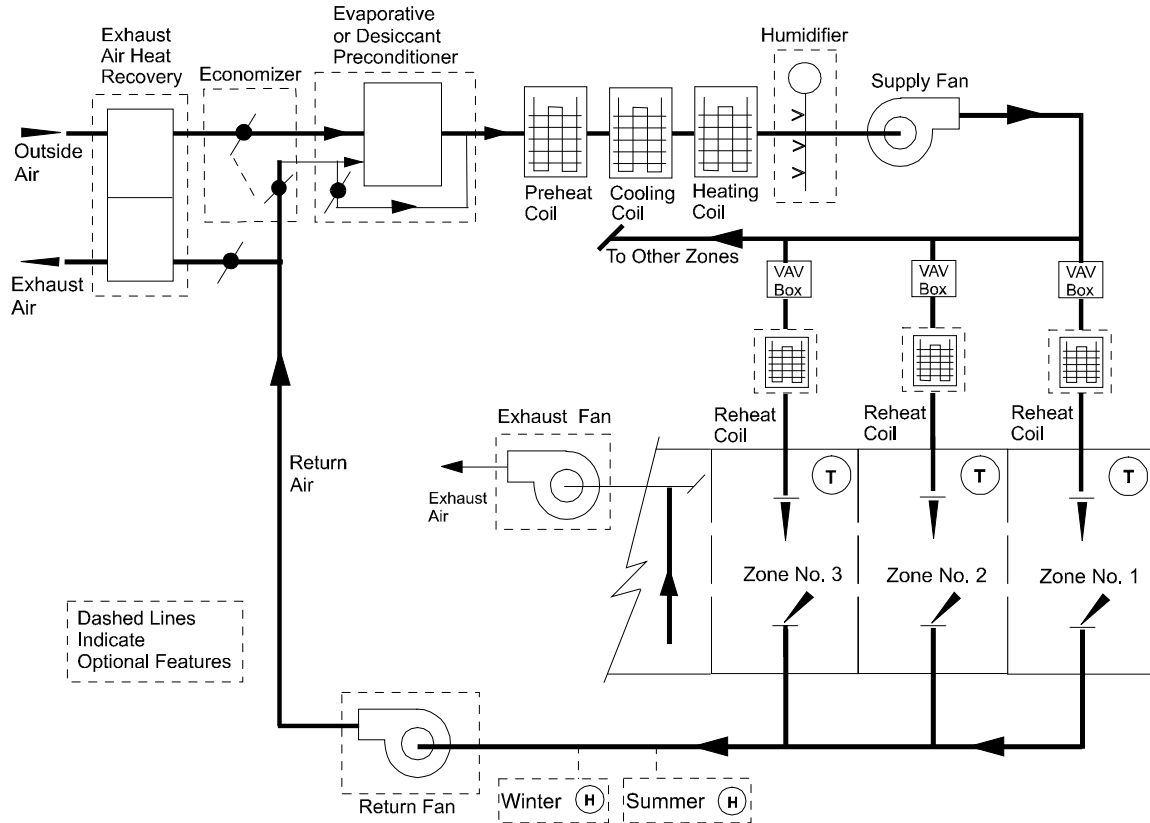 Exhaust
Air Heat
Recovery
Economizer
Evaporative
or Desiccant
Preconditioner
Humidifier
Supply Fan
Outside
Air
Exhaust
Air
Preheat
Coil
Cooling
Coil
Heating
Coil
To Other Zones
VAV
Box
VAV
Box
VAV
Box
Reheat
Coil
Reheat
Coil
Reheat
Coil
Exhaust Fan
Exhaust
Air
Return
Air
T
T
T
Zone No. 3
Zone No. 2
Zone No. 1
Dashed Lines
Indicate
Optional Features
Return Fan
Winter H
Summer H